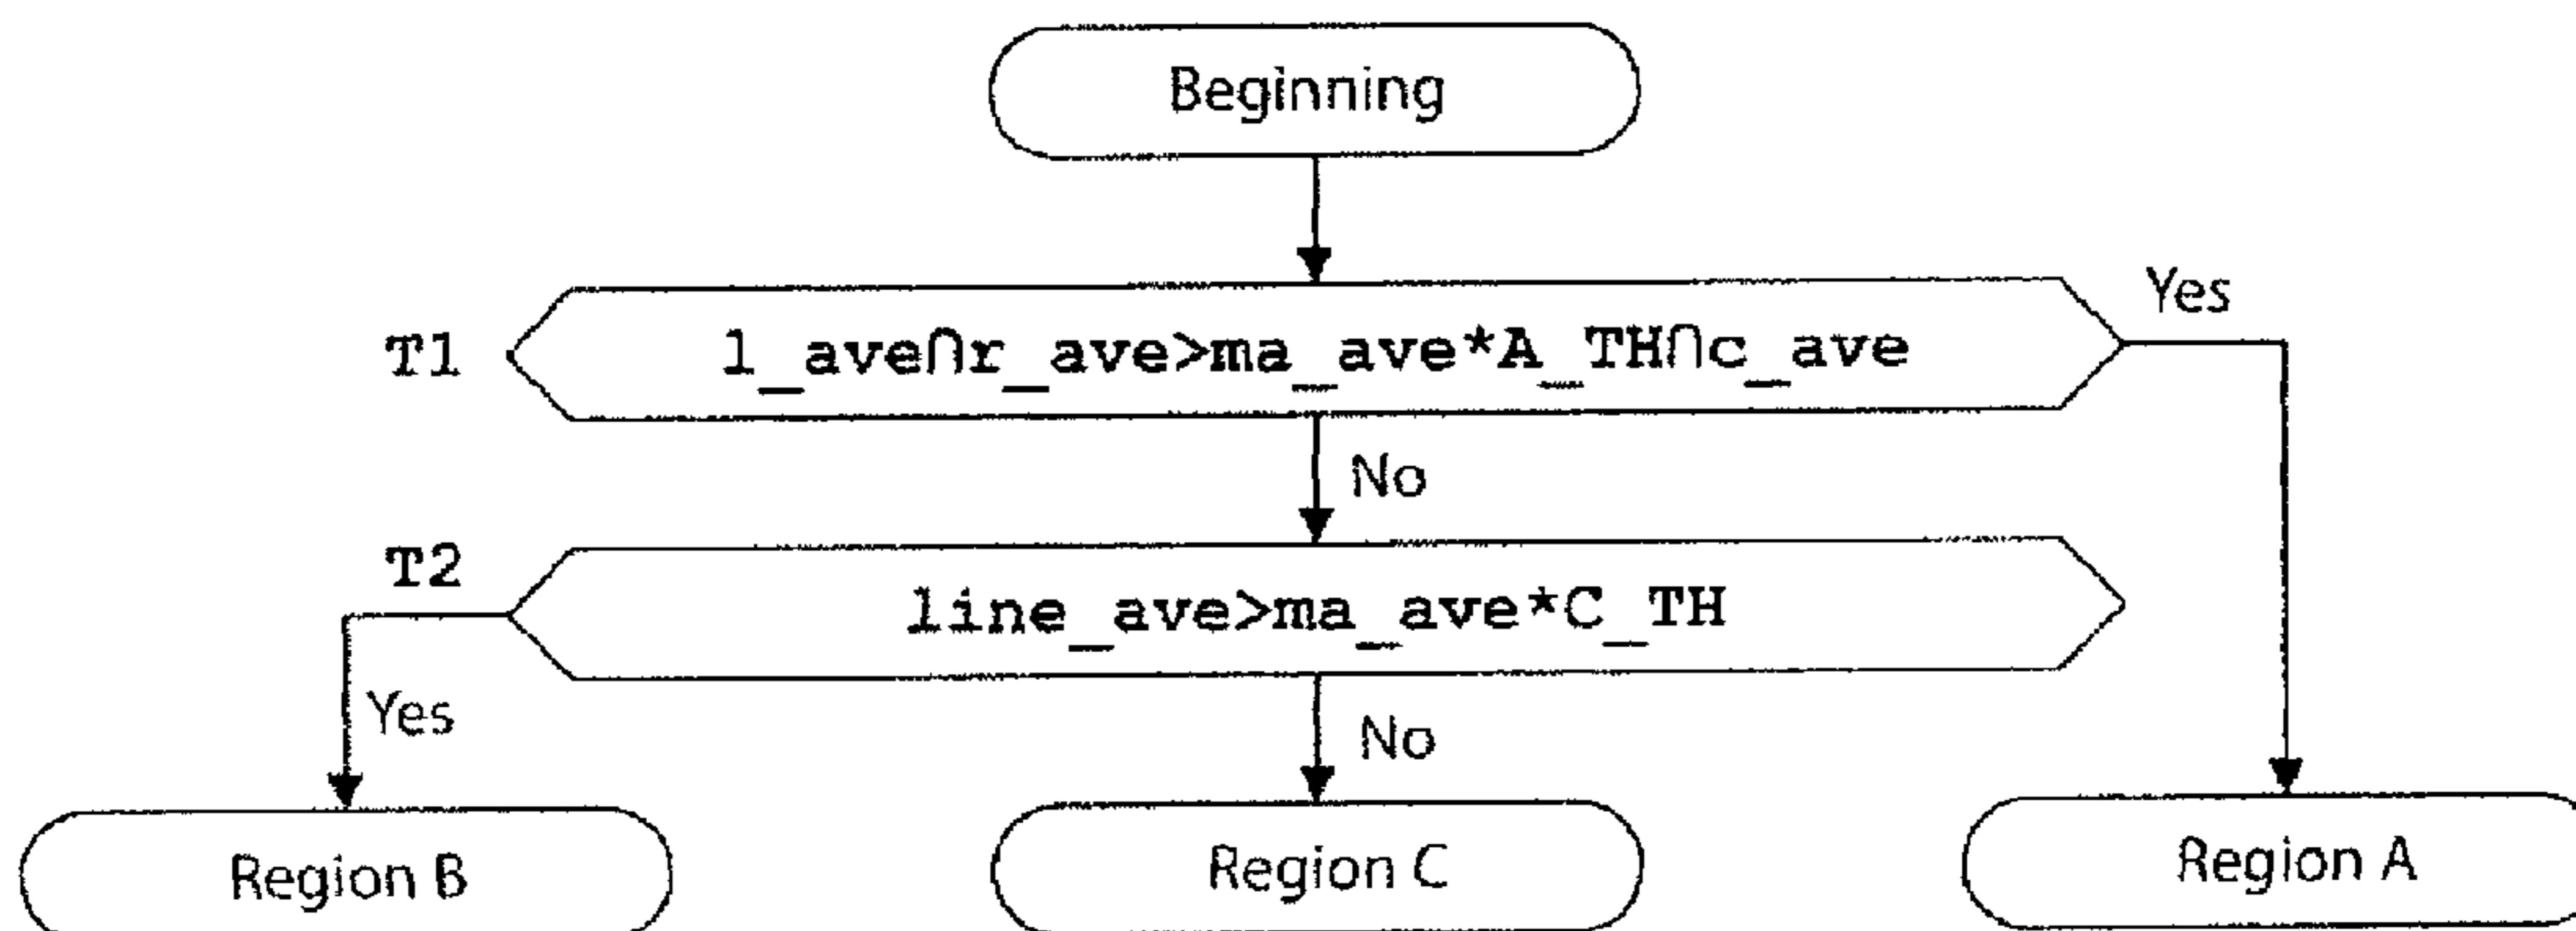 Beginning
Yes
T1
l_ave∩r_ave>ma_ave*A_TH∩c_ave
No
T2
line_ave>ma_ave*C_TH
Yes
No
Region B
Region C
Region A